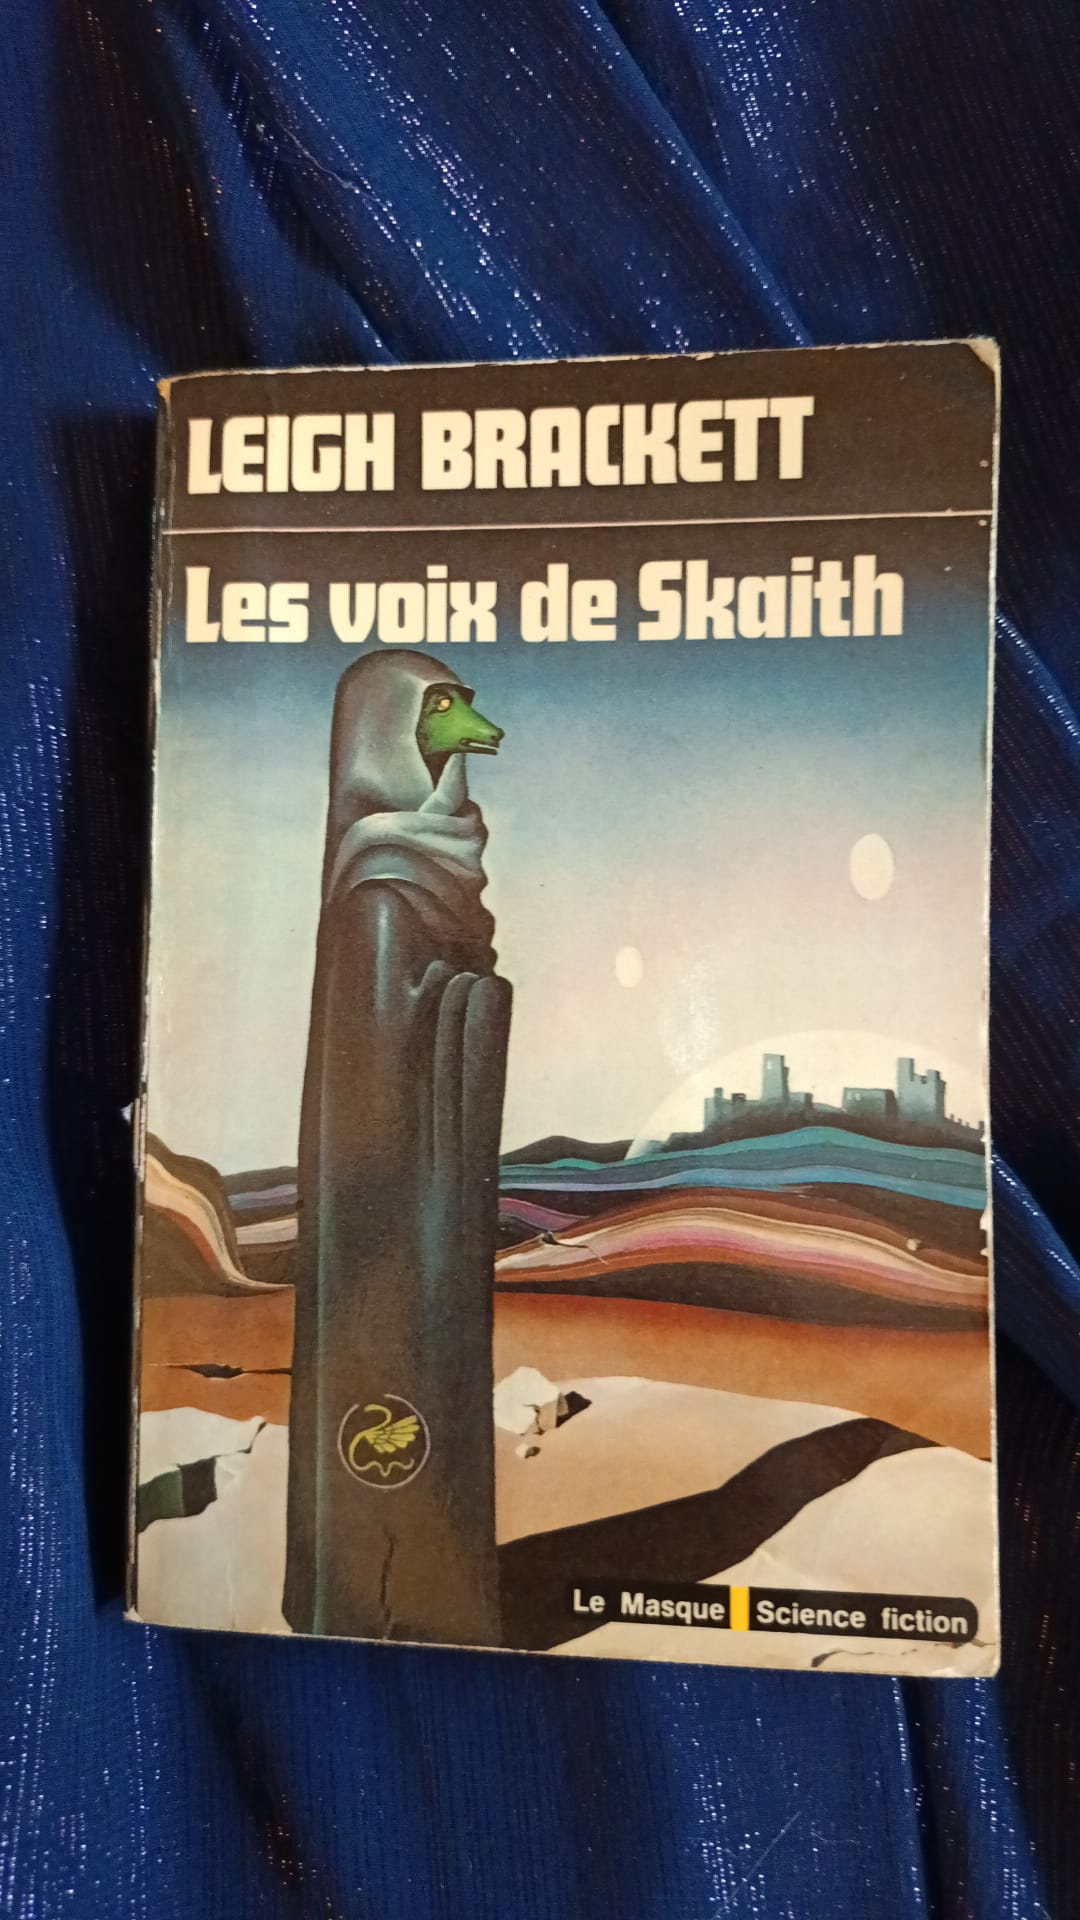 LEIGH BRACKETT
Les voix de Skaith
Le Masque Science fiction